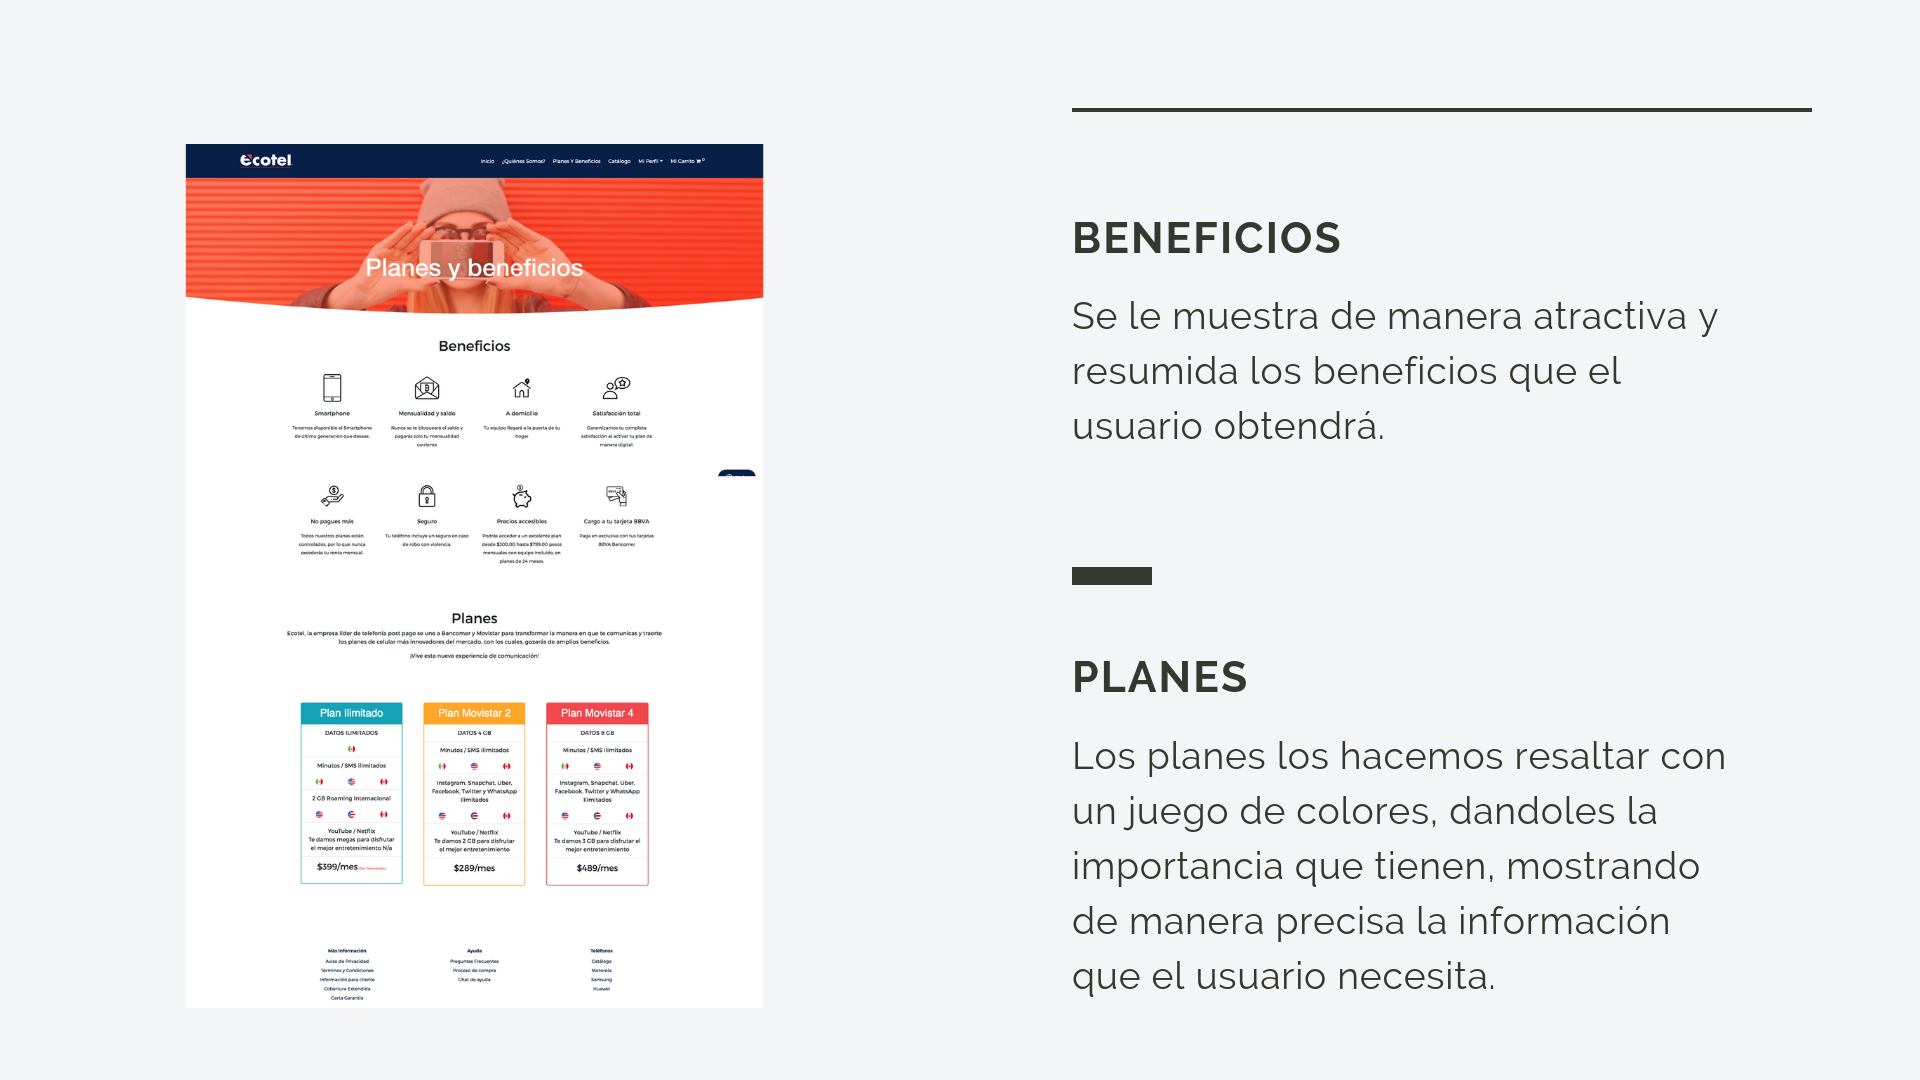 ecotel
Inicio ¿Quiénes Somos? Planes Y Beneficios Catálogo Mi Perfil Mi Carrito 0
Planes y beneficios
Beneficios
Smartphone
Tenemos disponible el Smartphone
de última generación que deseas.
Mensualidad y saldo
Nunca se te bloqueará el saldo y
pagarás solo tu mensualidad
corriente
A domicilio
Tu equipo llegará a la puerta de tu
hogar
Satisfacción total
Garantizamos tu completa
satisfacción al activar tu plan de
manera digital.
No pagues más
Todos nuestros planes están
controlados, por lo que nunca
excederás tu renta mensual.
Seguro
Tu teléfono incluye un seguro en caso
de robo con violencia.
Precios accesibles
Podrás acceder a un excelente plan
desde $300.00 hasta $799.00 pesos
mensuales con equipo incluido, en
planes de 24 meses.
Cargo a tu tarjeta BBVA
Paga en exclusiva con tus tarjetas
BBVA Bancomer
Planes
Ecotel, la empresa líder de telefonía post pago se une a Bancomer y Movistar para transformar la manera en que te comunicas y traerte
los planes de celular más innovadores del mercado, con los cuales, gozarás de amplios beneficios.
¡Vive esta nueva experiencia de comunicación!
Plan Ilimitado
DATOS ILIMITADOS
Minutos / SMS ilimitados
2 GB Roaming Internacional
YouTube / Netflix
Te damos megas para disfrutar
el mejor entretenimiento N/a
$399/mes
Plan Movistar 2
DATOS 4 GB
Minutos / SMS Ilimitados
Instagram, Snapchat, Uber,
Facebook, Twitter y WhatsApp
Ilimitados
YouTube / Netflix
Te damos 2 GB para disfrutar
el mejor entretenimiento
$289/mes
Plan Movistar 4
DATOS 8 GB
Minutos / SMS Ilimitados
Instagram, Snapchat, Uber,
Facebook, Twitter y WhatsApp
Ilimitados
YouTube / Netflix
Te damos 3 GB para disfrutar el
mejor entretenimiento
$489/mes
Más Información
Aviso de Privacidad
Términos y Condiciones
Información para cliente
Cobertura Extendida
Carta Garantía
Ayuda
Preguntas Frecuentes
Proceso de compra
Chat de ayuda
Teléfonos
Catálogo
Motorola
Samsung
Huawei
BENEFICIOS
Se le muestra de manera atractiva y
resumida los beneficios que el
usuario obtendrá.
PLANES
Los planes los hacemos resaltar con
un juego de colores, dandoles la
importancia que tienen, mostrando
de manera precisa la información
que el usuario necesita.